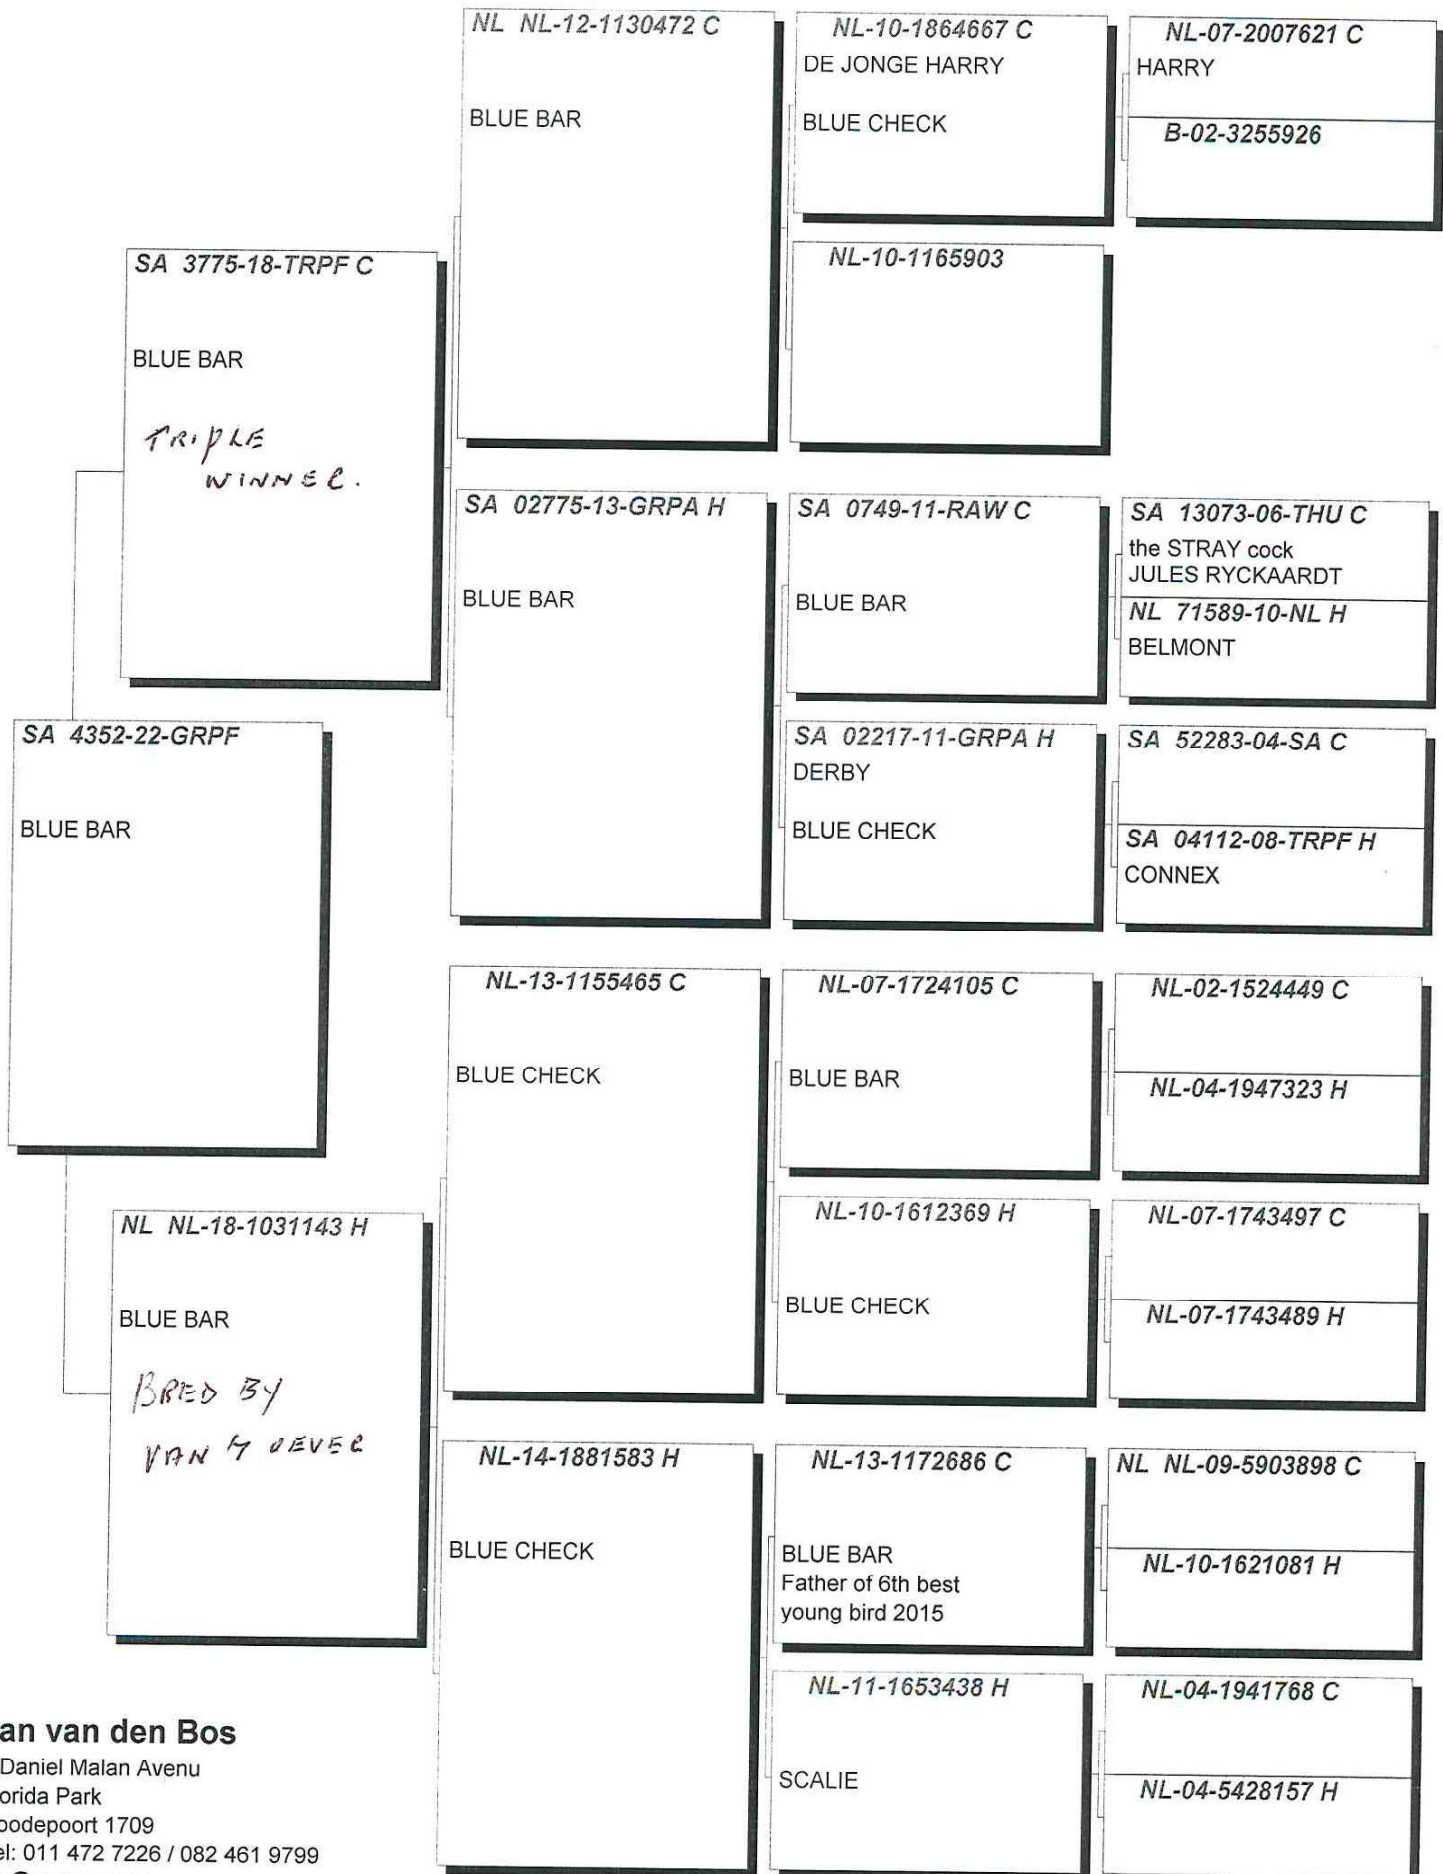 SA 4352-22-GRPF
BLUE BAR
SA 3775-18-TRPF C
BLUE BAR
TRIPLE
WINNER.
NL NL-18-1031143 H
BLUE BAR
BRED BY
VAN
NL NL-12-1130472 C
BLUE BAR
SA 02775-13-GRPA H
BLUE BAR
NL-13-1155465 C
BLUE CHECK
NL-14-1881583 H
BLUE CHECK
NL-10-1864667 C
DE JONGE HARRY
BLUE CHECK
NL-10-1165903
SA 0749-11-RAW C
BLUE BAR
SA 02217-11-GRPA H
DERBY
BLUE CHECK
NL-07-1724105 C
BLUE BAR
NL-10-1612369 H
BLUE CHECK
NL-13-1172686 C
BLUE BAR
Father of 6th best
young bird 2015
NL-11-1653438 H
SCALIE
NL-07-2007621 C
HARRY
B-02-3255926
SA 13073-06-THU C
the STRAY cock
JULES RYCKAARDT
NL 71589-10-NL H
BELMONT
SA 52283-04-SA C
SA 04112-08-TRPF H
CONNEX
NL-02-1524449 C
NL-04-1947323 H
NL-07-1743497 C
NL-07-1743489 H
NL NL-09-5903898 C
NL-10-1621081 H
NL-04-1941768 C
NL-04-5428157 H
an van den Bos
Daniel Malan Avenu
orida Park
oodepoort 1709
el: 011 472 7226 / 082 461 9799